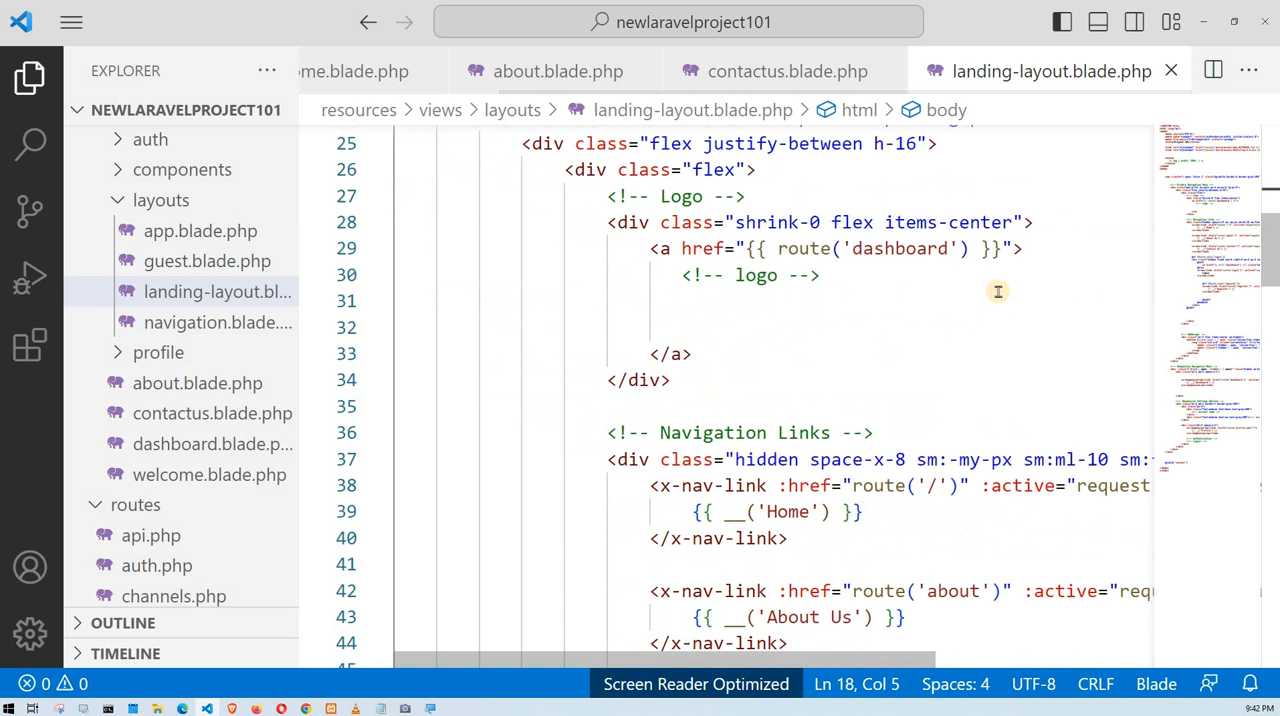 newlaravelproject101
EXPLORER
ome.blade.php
about.blade.php
contactus.blade.php
landing-layout.blade.php
NEWLARAVELPROJECT101
resources > views > layouts > landing-layout.blade.php > html > body
auth
components
layouts
app.blade.php
guest.blade.php
landing-layout.bl...
navigation.blade....
profile
about.blade.php
contactus.blade.php
dashboard.blade.p...
welcome.blade.php
routes
api.php
auth.php
channels.php
OUTLINE
TIMELINE
25 <div class="flex justify-between h-16">
26 <div class="flex">
27 <!-- Logo -->
28 <div class="shrink-0 flex items-center">
29 <a href="{{ route('dashboard') }}">
30 <!-- logo -->
31
32
33 </a>
34 </div>
35
36 <!-- Navigation Links -->
37 <div class="hidden space-x-8 sm:-my-px sm:ml-10 sm:
38 <x-nav-link :href="route('/')" :active="request
39 {{ __('Home') }}
40 </x-nav-link>
41
42 <x-nav-link :href="route('about')" :active="requ
43 {{ __('About Us') }}
44 </x-nav-link>
0 0
Screen Reader Optimized
Ln 18, Col 5
Spaces: 4
UTF-8
CRLF
Blade
9:42 PM